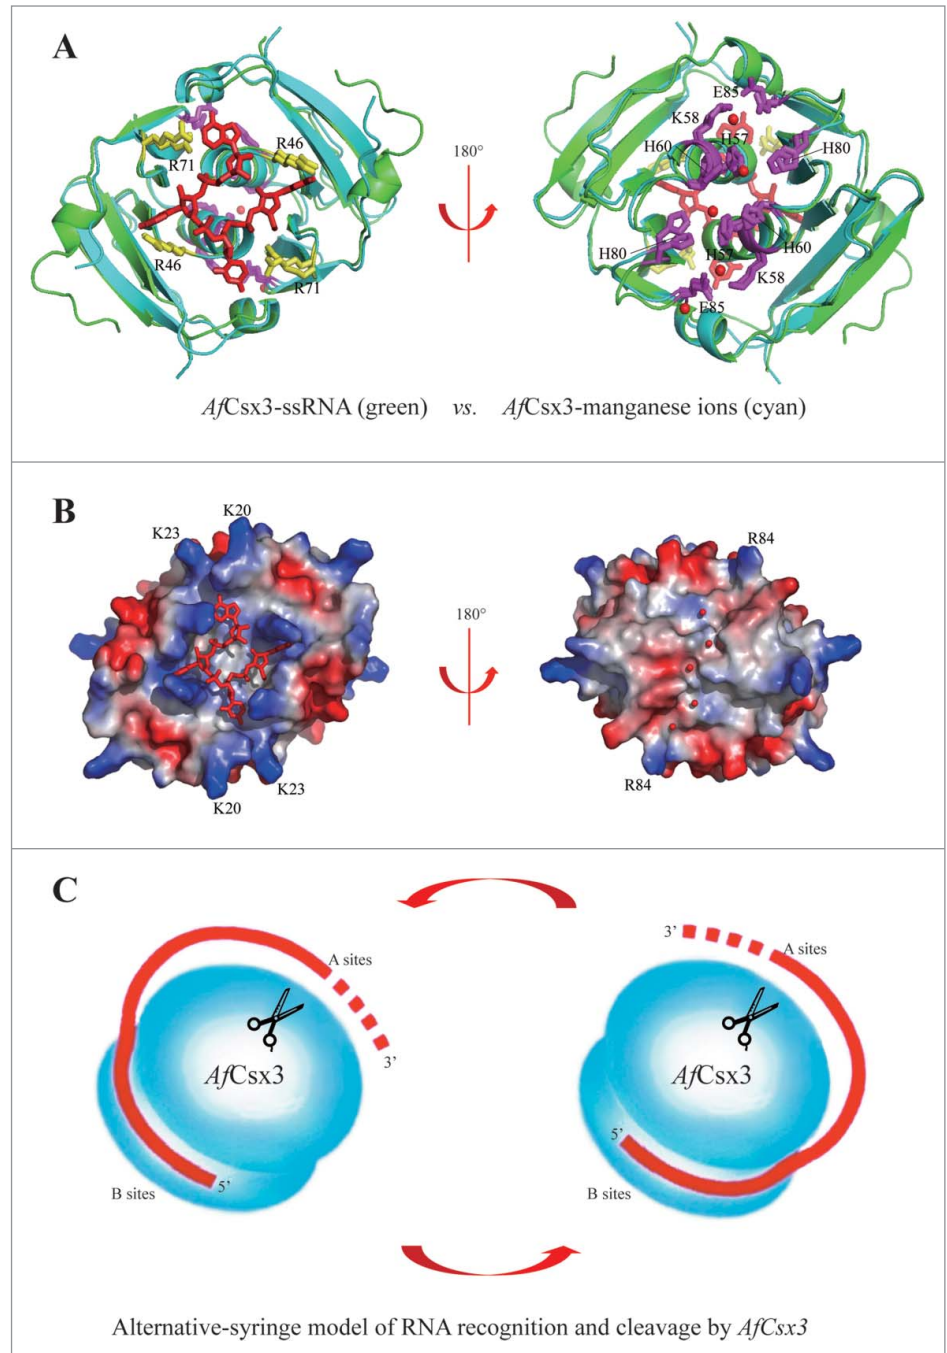 A
R46
R71
R46
R71
180°
E85
K58
H57
H60
H80
H80
H57
H60
K58
E85
AfCsx3-ssRNA (green) vs. AfCsx3-manganese ions (cyan)
B
K20
K23
K23
K20
180°
R84
R84
C
A sites
3’
AfCsx3
5’
B sites
3’
A sites
AfCsx3
5’
B sites
Alternative-syringe model of RNA recognition and cleavage by AfCsx3